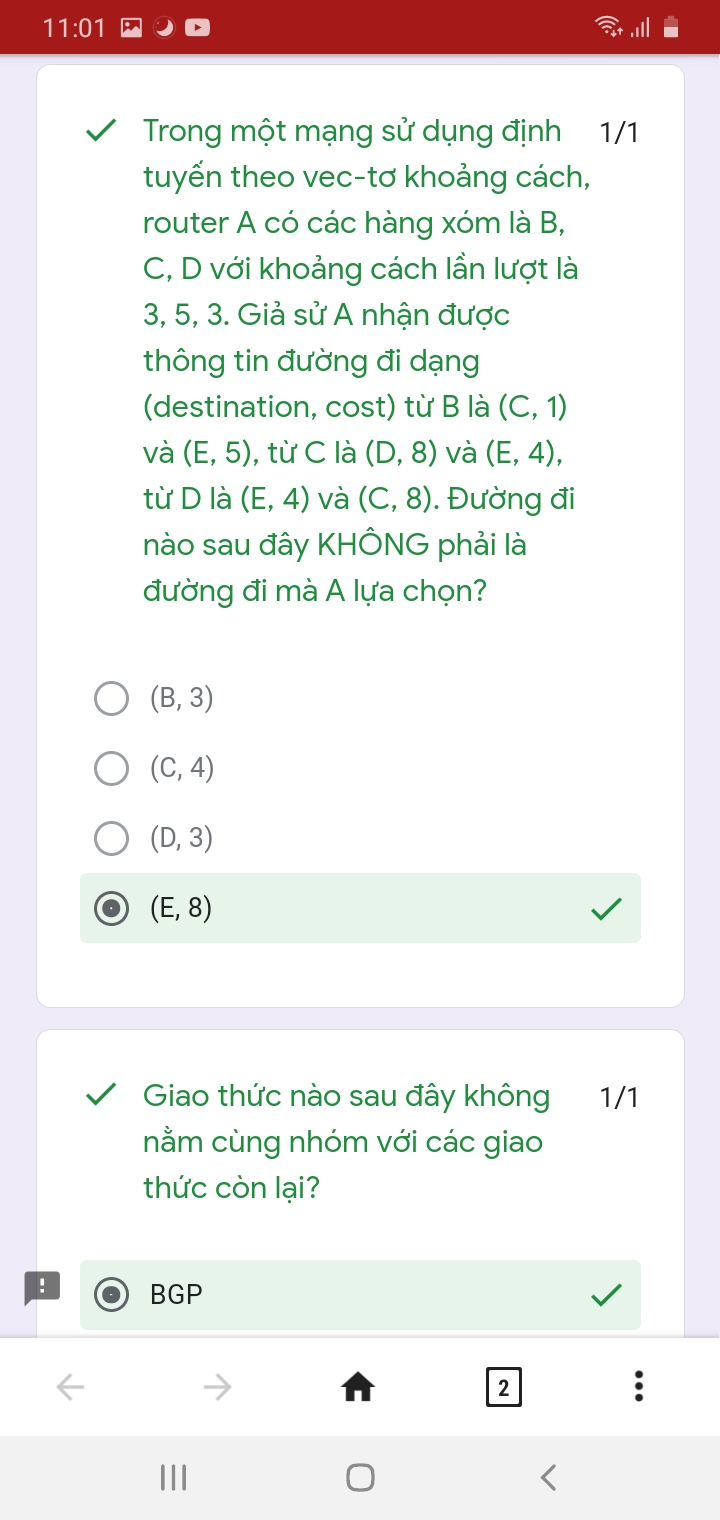 11:01
Trong một mạng sử dụng định 1/1
tuyến theo vec-tơ khoảng cách,
router A có các hàng xóm là B,
C, D với khoảng cách lần lượt là
3, 5, 3. Giả sử A nhận được
thông tin đường đi dạng
(destination, cost) từ B là (C, 1)
và (E, 5), từ C là (D, 8) và (E, 4),
từ D là (E, 4) và (C, 8). Đường đi
nào sau đây KHÔNG phải là
đường đi mà A lựa chọn?
(B, 3)
(C, 4)
(D, 3)
(E, 8)
Giao thức nào sau đây không 1/1
nằm cùng nhóm với các giao
thức còn lại?
BGP
2